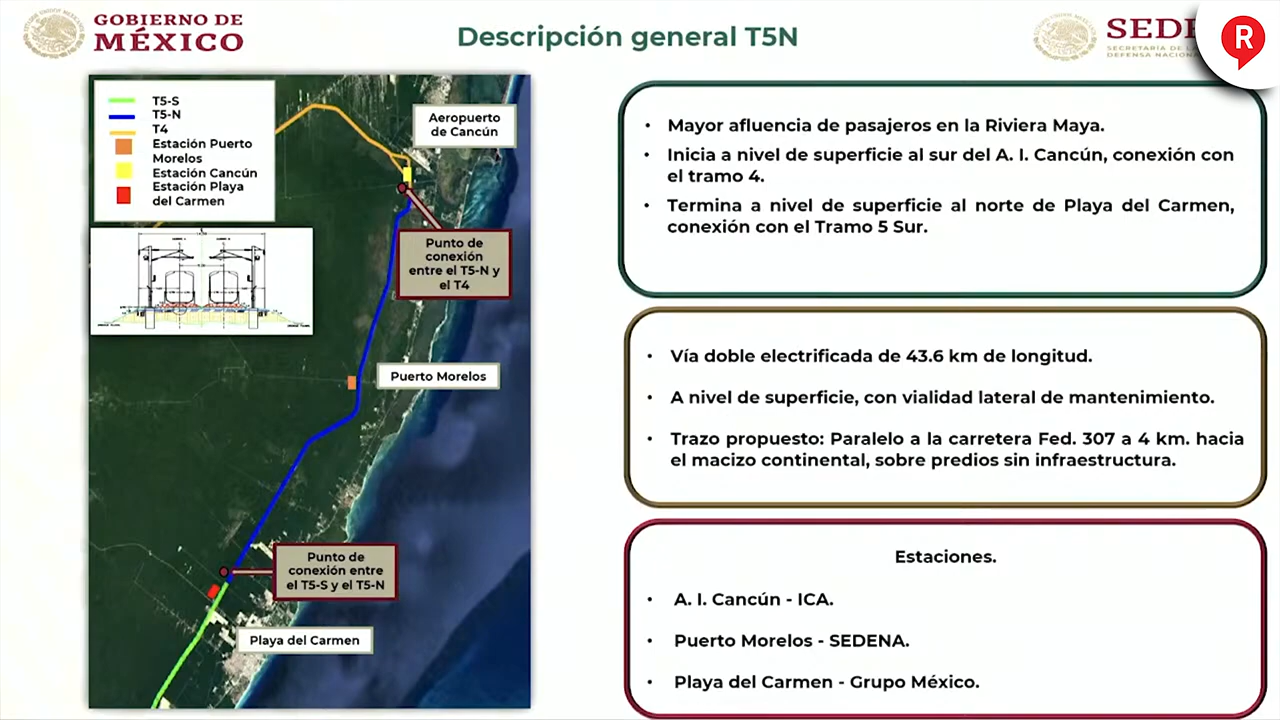 GOBIERNO DE
MÉXICO
Descripción general T5N
SECRETARÍA DE LA
DEFENSA NACIONAL
R
T5-S
T5-N
T4
Estación Puerto
Morelos
Estación Cancún
Estación Playa
del Carmen
Aeropuerto
de Cancún
Punto de
conexión
entre el T5-N y
el T4
Puerto Morelos
Punto de
conexión entre
el T5-S y el T5-N
Playa del Carmen
• Mayor afluencia de pasajeros en la Riviera Maya.
• Inicia a nivel de superficie al sur del A. I. Cancún, conexión con
el tramo 4.
• Termina a nivel de superficie al norte de Playa del Carmen,
conexión con el Tramo 5 Sur.
• Vía doble electrificada de 43.6 km de longitud.
• A nivel de superficie, con vialidad lateral de mantenimiento.
• Trazo propuesto: Paralelo a la carretera Fed. 307 a 4 km. hacia
el macizo continental, sobre predios sin infraestructura.
Estaciones.
• A. I. Cancún - ICA.
• Puerto Morelos - SEDENA.
• Playa del Carmen - Grupo México.